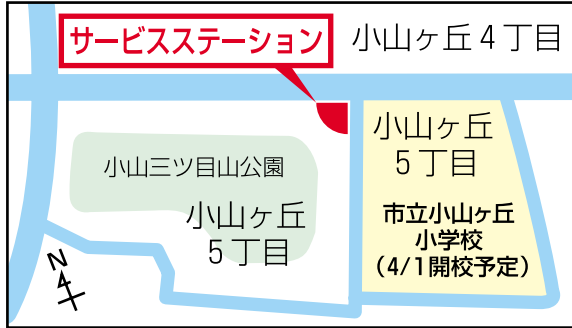 サービスステーション
小山ヶ丘4丁目
小山ヶ丘
5丁目
小山三ツ目山公園
小山ヶ丘
5丁目
市立小山ヶ丘
小学校
(4/1開校予定)
N